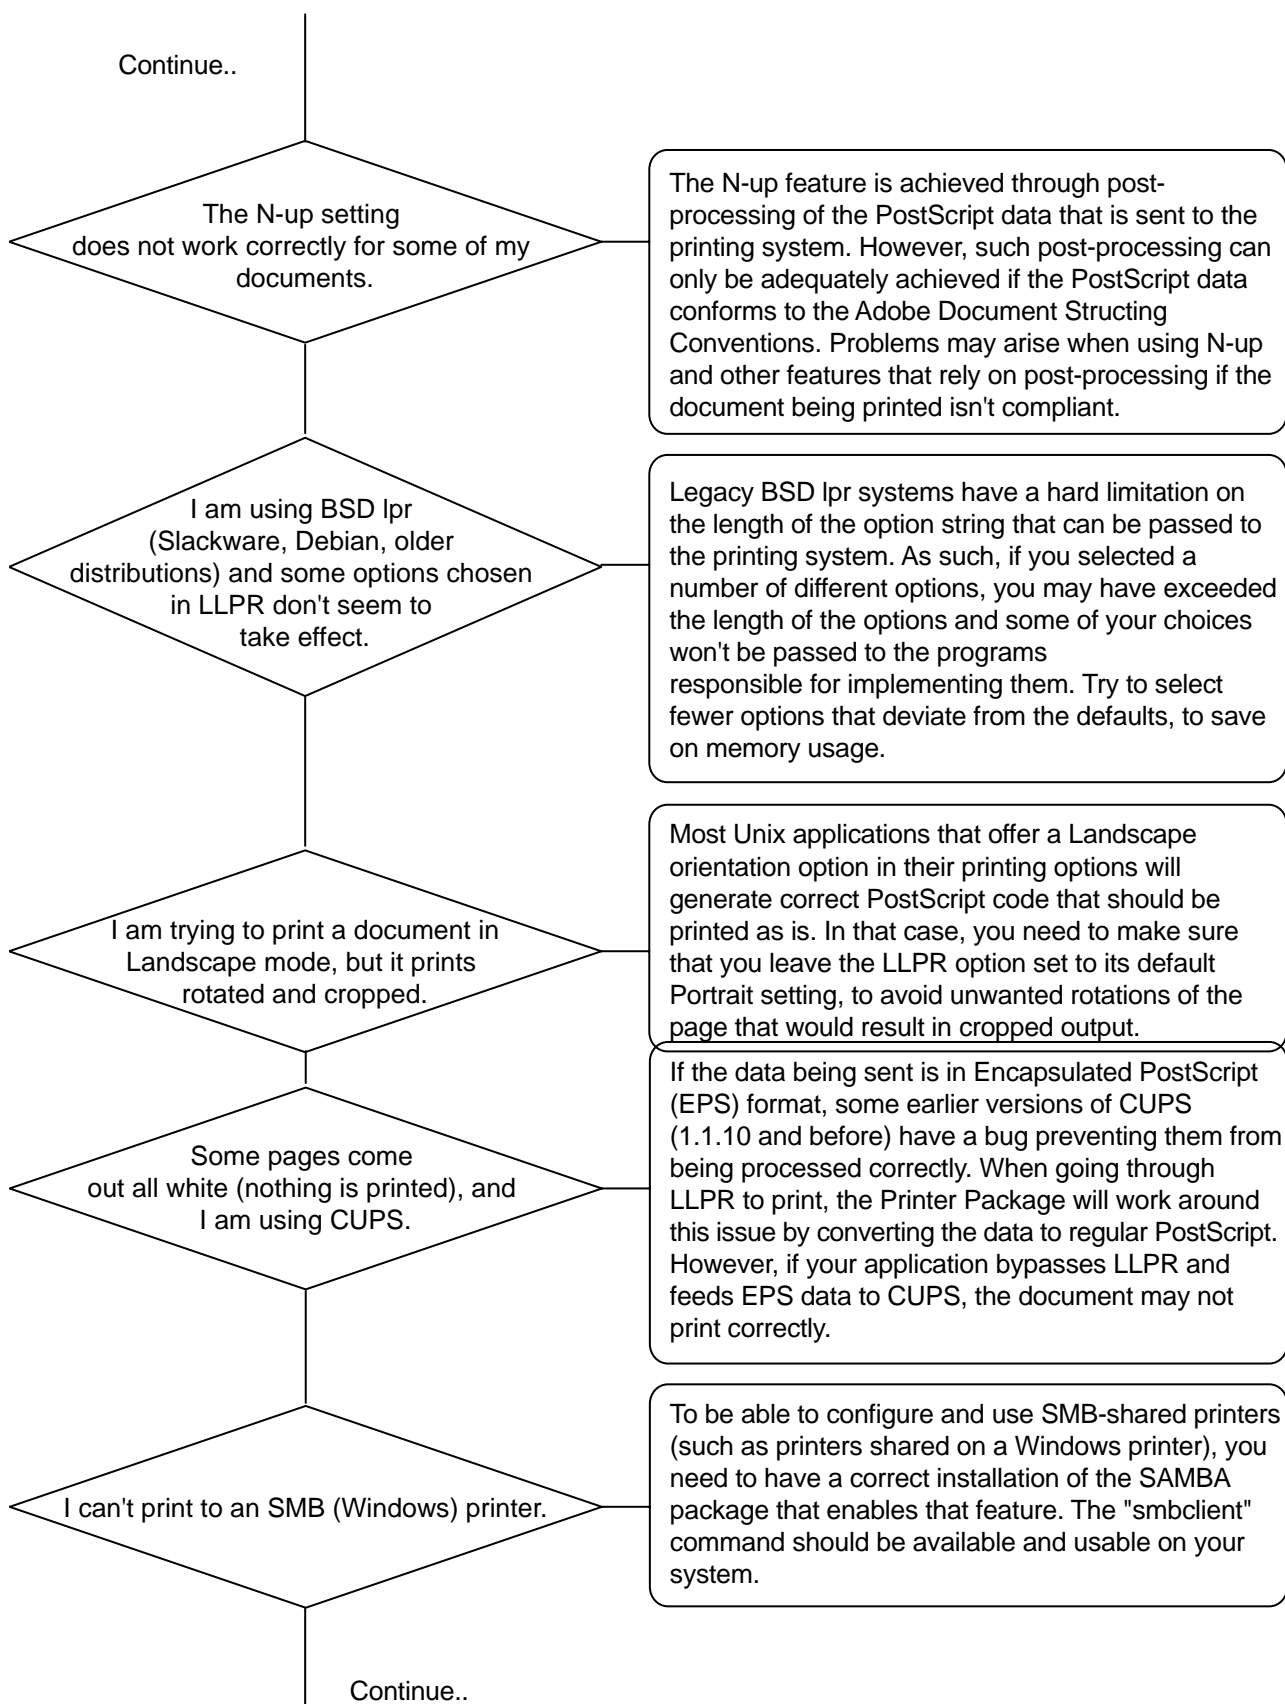 Continue..
The N-up setting
does not work correctly for some of my
documents.
The N-up feature is achieved through post-
processing of the PostScript data that is sent to the
printing system. However, such post-processing can
only be adequately achieved if the PostScript data
conforms to the Adobe Document Structing
Conventions. Problems may arise when using N-up
and other features that rely on post-processing if the
document being printed isn't compliant.
I am using BSD lpr
(Slackware, Debian, older
distributions) and some options chosen
in LLPR don't seem to
take effect.
Legacy BSD lpr systems have a hard limitation on
the length of the option string that can be passed to
the printing system. As such, if you selected a
number of different options, you may have exceeded
the length of the options and some of your choices
won't be passed to the programs
responsible for implementing them. Try to select
fewer options that deviate from the defaults, to save
on memory usage.
I am trying to print a document in
Landscape mode, but it prints
rotated and cropped.
Most Unix applications that offer a Landscape
orientation option in their printing options will
generate correct PostScript code that should be
printed as is. In that case, you need to make sure
that you leave the LLPR option set to its default
Portrait setting, to avoid unwanted rotations of the
page that would result in cropped output.
Some pages come
out all white (nothing is printed), and
I am using CUPS.
If the data being sent is in Encapsulated PostScript
(EPS) format, some earlier versions of CUPS
(1.1.10 and before) have a bug preventing them from
being processed correctly. When going through
LLPR to print, the Printer Package will work around
this issue by converting the data to regular PostScript.
However, if your application bypasses LLPR and
feeds EPS data to CUPS, the document may not
print correctly.
I can't print to an SMB (Windows) printer.
To be able to configure and use SMB-shared printers
(such as printers shared on a Windows printer), you
need to have a correct installation of the SAMBA
package that enables that feature. The "smbclient"
command should be available and usable on your
system.
Continue..